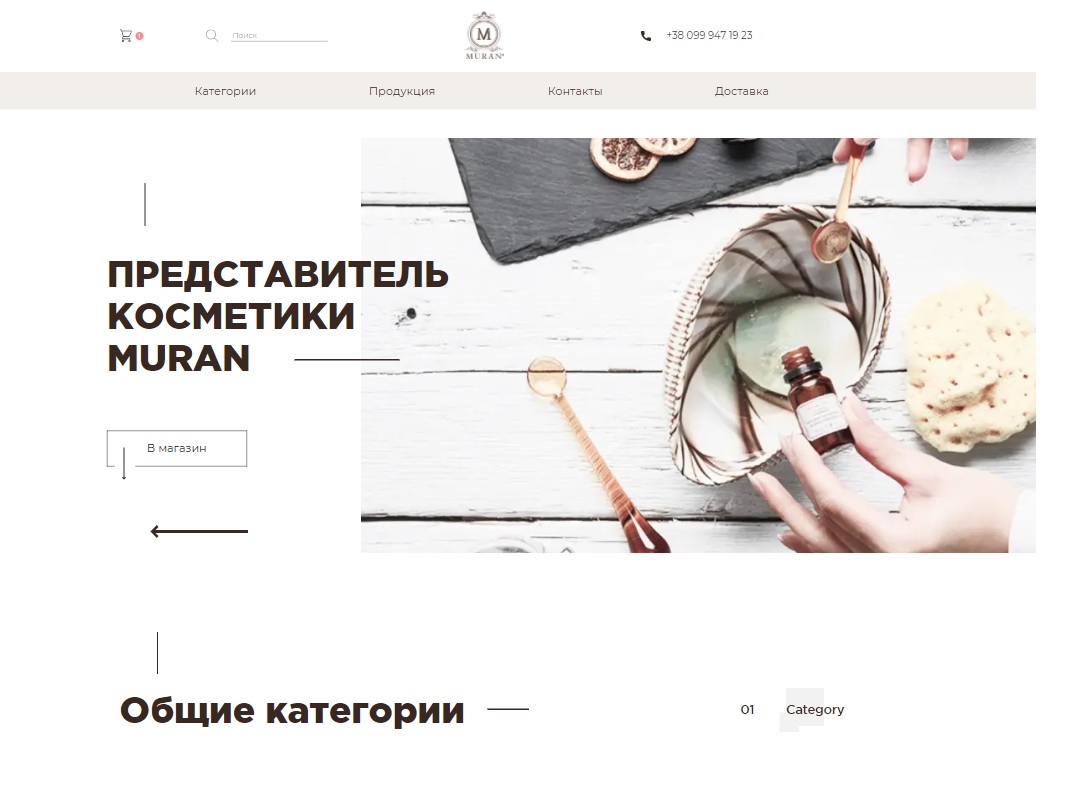 1
Поиск
M
MURAN
+38 099 947 19 23
Категории
Продукция
Контакты
Доставка
ПРЕДСТАВИТЕЛЬ
КОСМЕТИКИ
MURAN
В магазин
Общие категории
01
Category